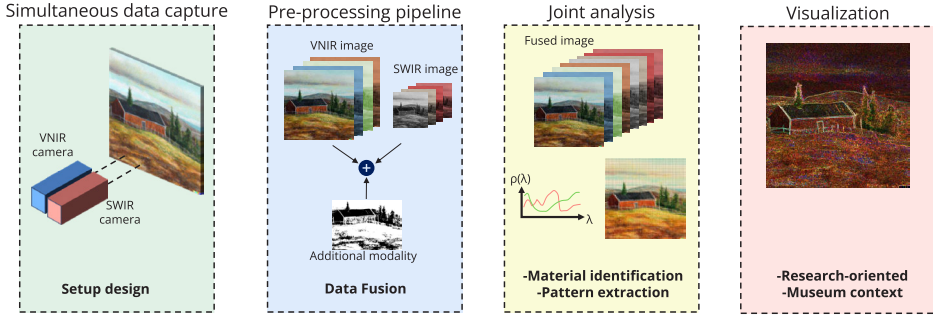 Simultaneous data capture
Pre-processing pipeline
Joint analysis
Visualization
VNIR
camera
SWIR
camera
Setup design
VNIR image
SWIR image
+
Additional modality
Data Fusion
Fused image
ρ(λ)
λ
-Material identification
-Pattern extraction
-Research-oriented
-Museum context